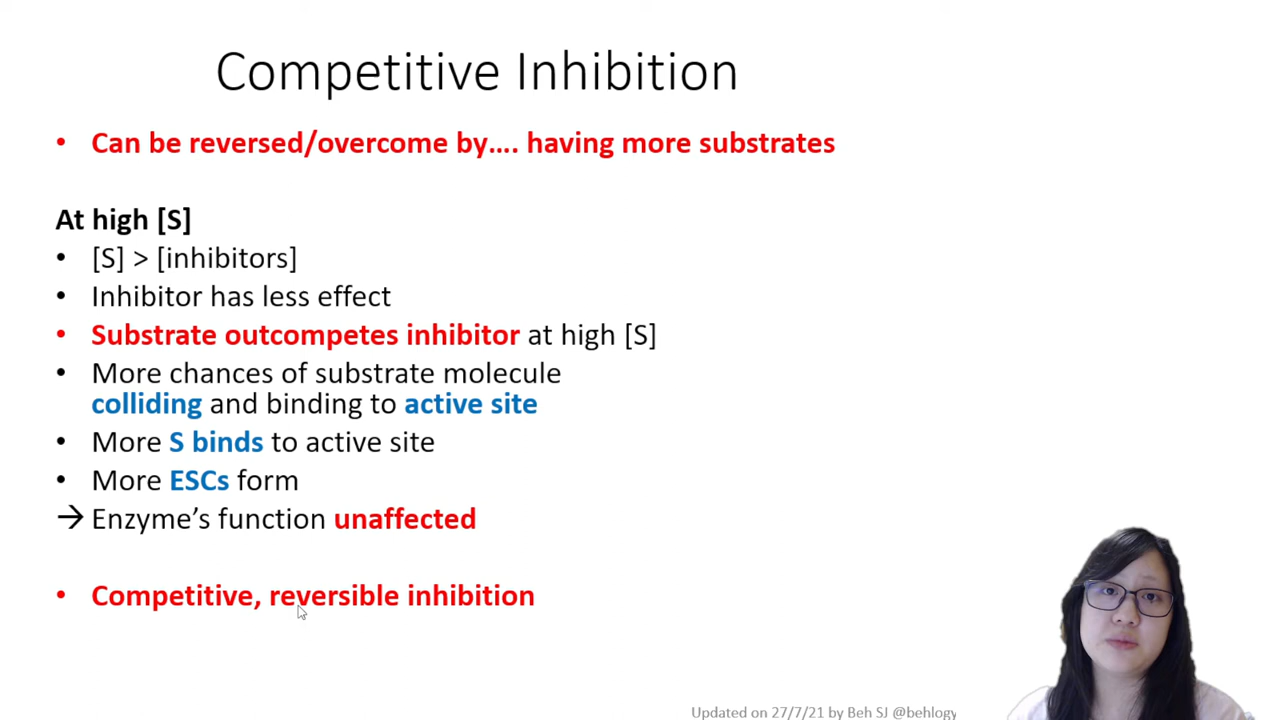 Competitive Inhibition
• Can be reversed/overcome by…. having more substrates
At high [S]
• [S] > [inhibitors]
• Inhibitor has less effect
• Substrate outcompetes inhibitor at high [S]
• More chances of substrate molecule
colliding and binding to active site
• More S binds to active site
• More ESCs form
→ Enzyme’s function unaffected
• Competitive, reversible inhibition
Updated on 27/7/21 by Beh SJ @behlogy